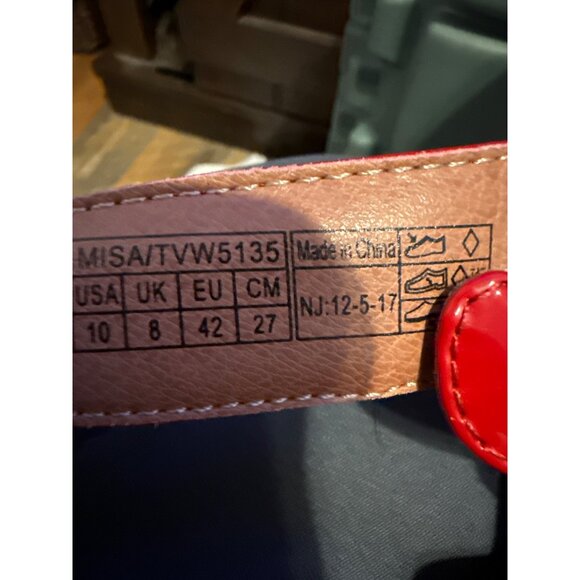 MISA/TVW5135
USA UK EU CM
10 8 42 27
Made in China
NJ:12-5-17